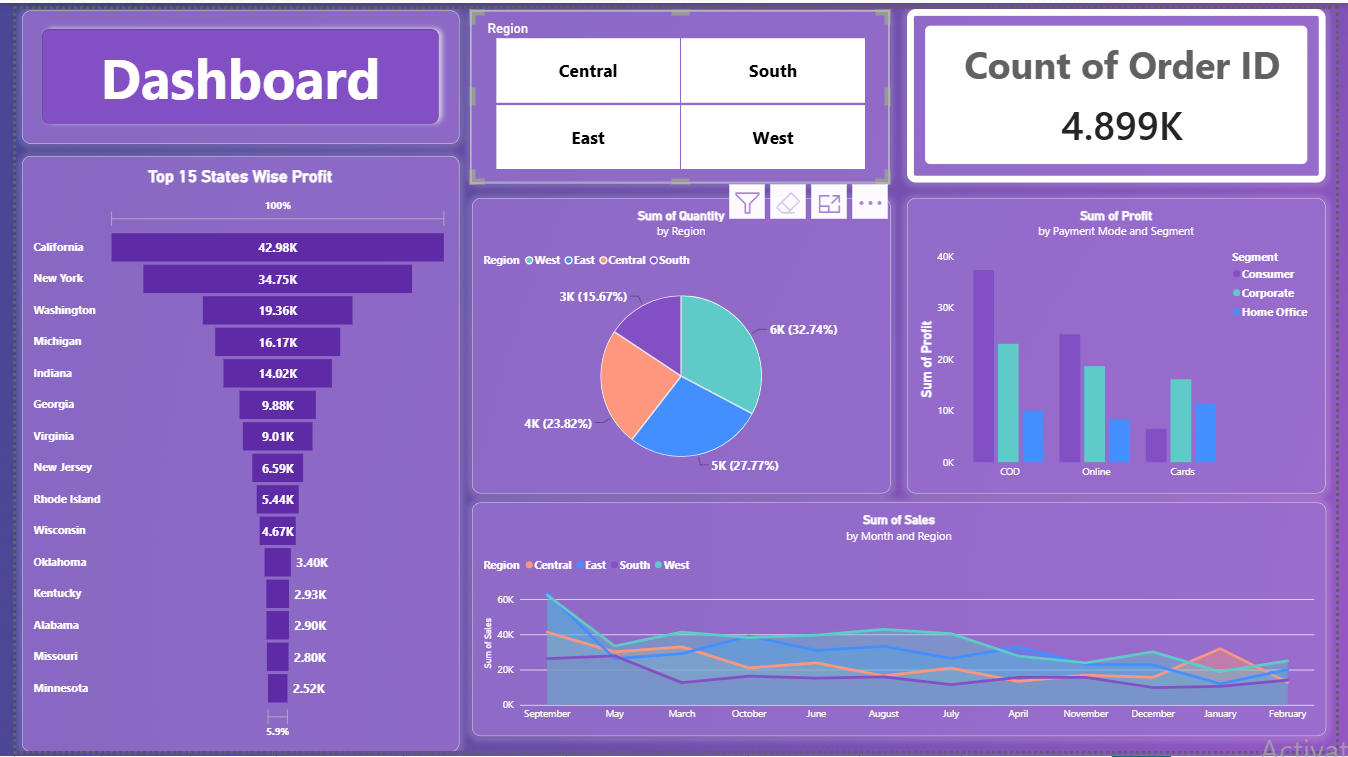 Dashboard
Region
Central
South
East
West
Count of Order ID
4.899K
Top 15 States Wise Profit
100%
California 42.98K
New York 34.75K
Washington 19.36K
Michigan 16.17K
Indiana 14.02K
Georgia 9.88K
Virginia 9.01K
New Jersey 6.59K
Rhode Island 5.44K
Wisconsin 4.67K
Oklahoma 3.40K
Kentucky 2.93K
Alabama 2.90K
Missouri 2.80K
Minnesota 2.52K
5.9%
Sum of Quantity
by Region
Region West East Central South
3K (15.67%)
6K (32.74%)
4K (23.82%)
5K (27.77%)
Sum of Profit
by Payment Mode and Segment
Segment
Consumer
Corporate
Home Office
Sum of Profit
40K
30K
20K
10K
0K
COD Online Cards
Sum of Sales
by Month and Region
Region Central East South West
Sum of Sales
60K
40K
20K
0K
September May March October June August July April November December January February
Activat